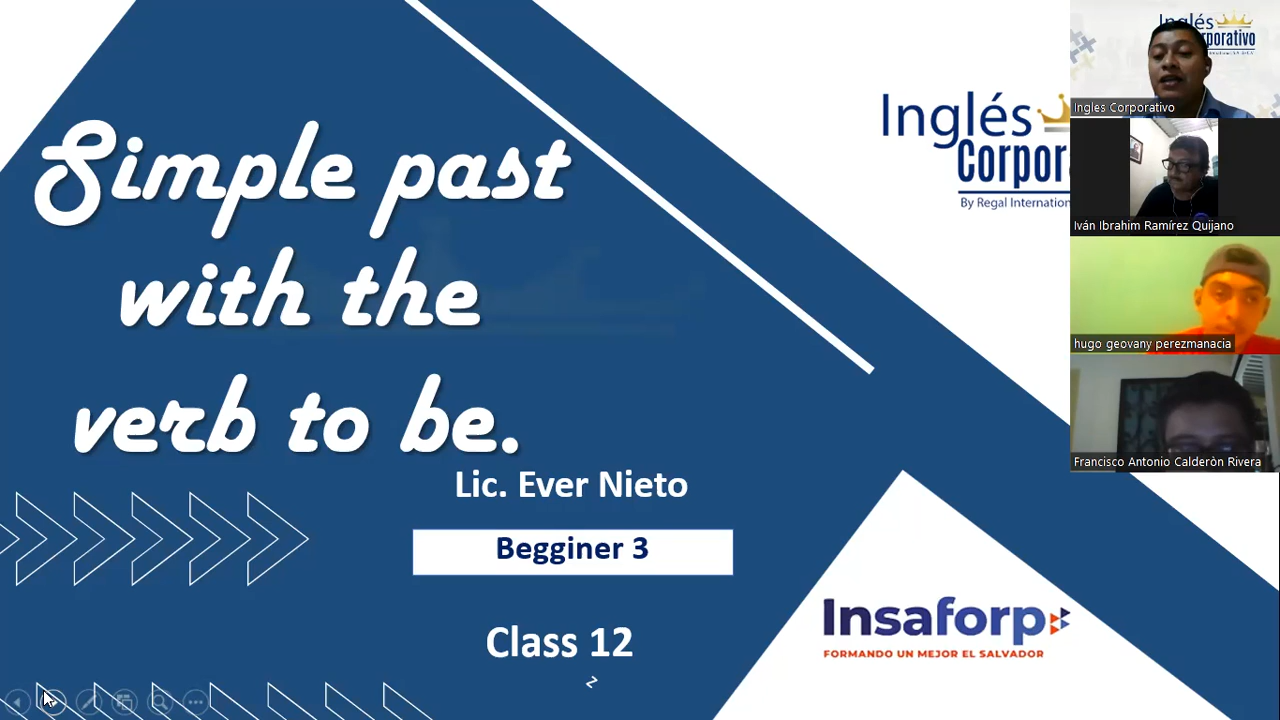 Simple past
with the
verb to be.
Lic. Ever Nieto
Begginer 3
Class 12
z
Inglés
Corpor
By Regal Internation
Insaforp
FORMANDO UN MEJOR EL SALVADOR
Inglés
rporativo
Ingles Corporativo
Iván Ibrahim Ramírez Quijano
hugo geovany perezmanacia
Francisco Antonio Calderòn Rivera